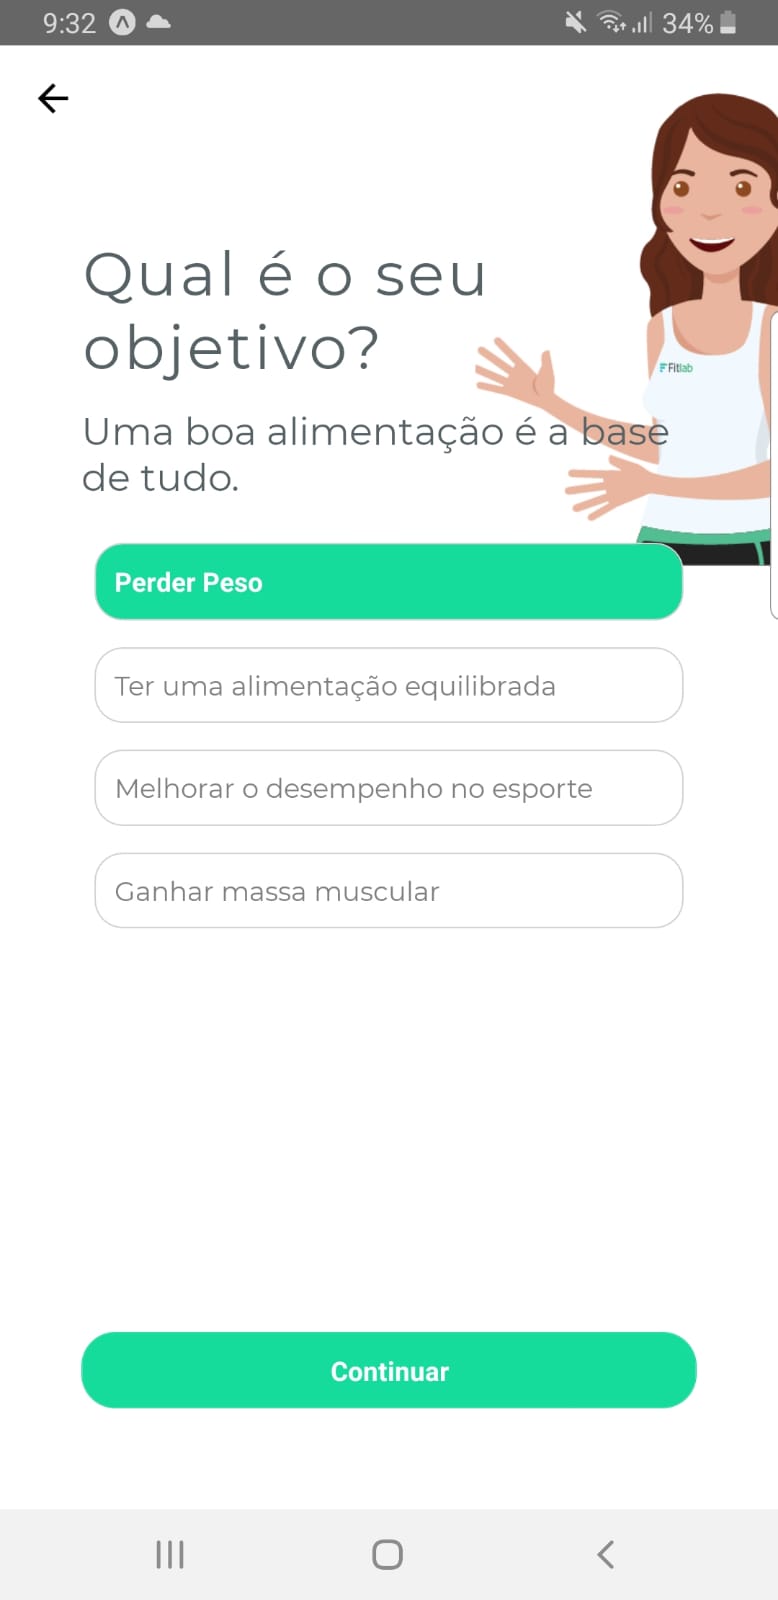 9:32
34%
Qual é o seu
objetivo?
Fitlab
Uma boa alimentação é a base
de tudo.
Perder Peso
Ter uma alimentação equilibrada
Melhorar o desempenho no esporte
Ganhar massa muscular
Continuar